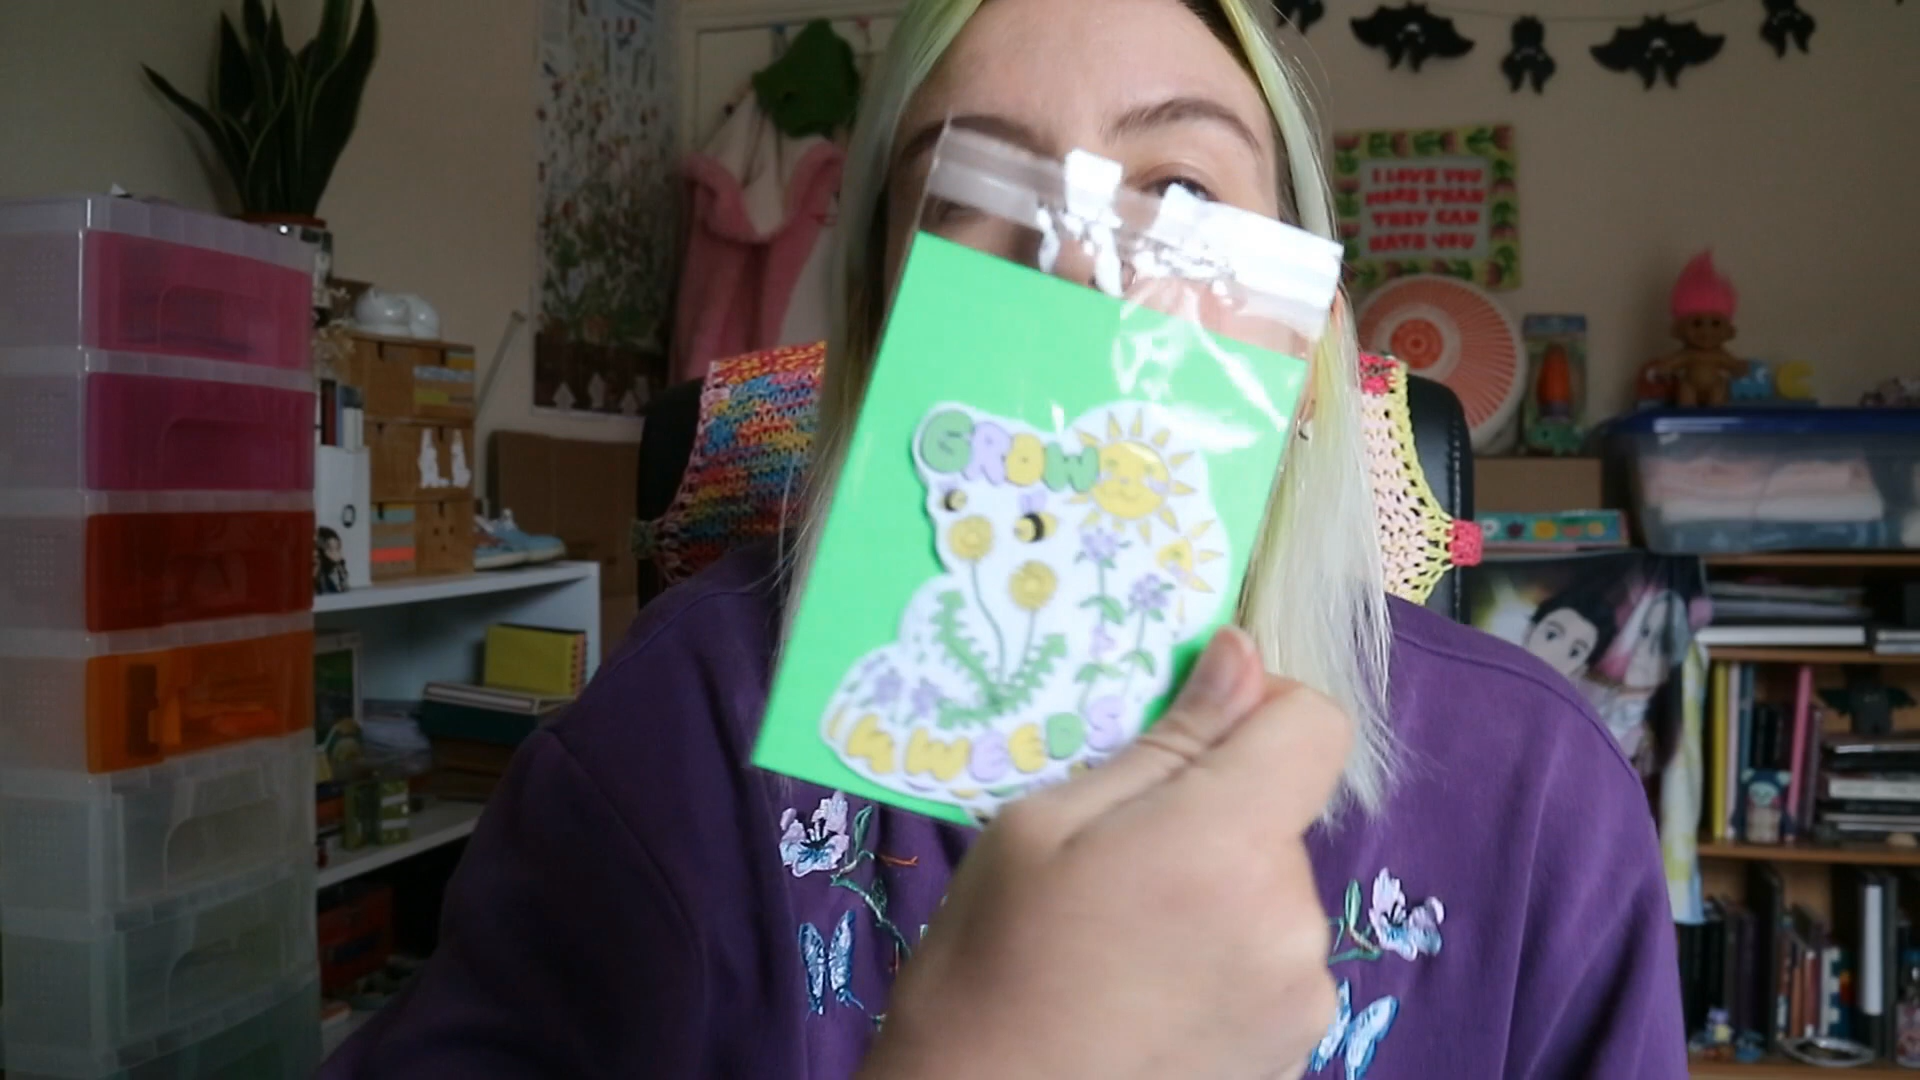 GROW
WEEDS
I LOVE YOU
MORE THAN
THEY CAN
HATE YOU